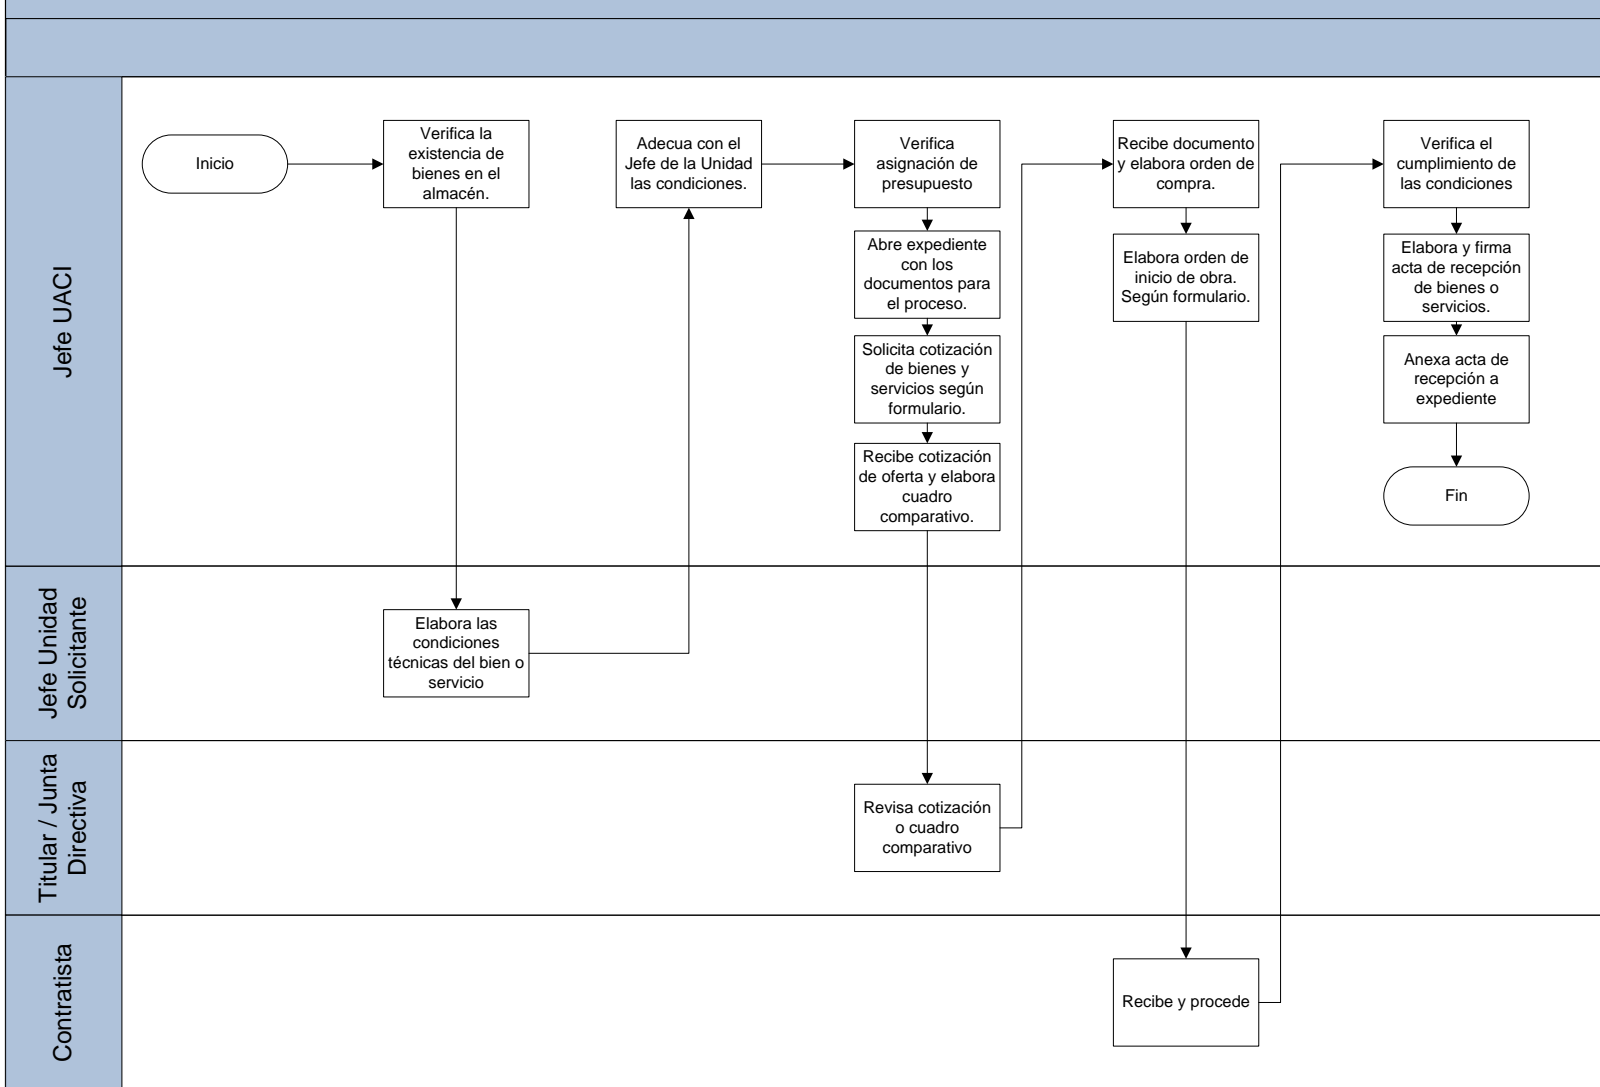 Jefe UACI
Inicio
Verifica la
existencia de
bienes en el
almacén.
Adecua con el
Jefe de la Unidad
las condiciones.
Verifica
asignación de
presupuesto
Abre expediente
con los
documentos para
el proceso.
Solicita cotización
de bienes y
servicios según
formulario.
Recibe cotización
de oferta y elabora
cuadro
comparativo.
Recibe documento
y elabora orden de
compra.
Elabora orden de
inicio de obra.
Según formulario.
Verifica el
cumplimiento de
las condiciones
Elabora y firma
acta de recepción
de bienes o
servicios.
Anexa acta de
recepción a
expediente
Fin
Jefe Unidad
Solicitante
Elabora las
condiciones
técnicas del bien o
servicio
Titular / Junta
Directiva
Revisa cotización
o cuadro
comparativo
Contratista
Recibe y procede